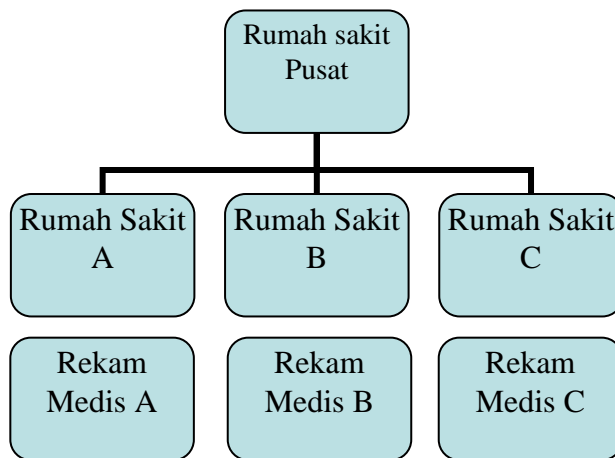 Rumah sakit
Pusat
Rumah Sakit
A
Rumah Sakit
B
Rumah Sakit
C
Rekam
Medis A
Rekam
Medis B
Rekam
Medis C